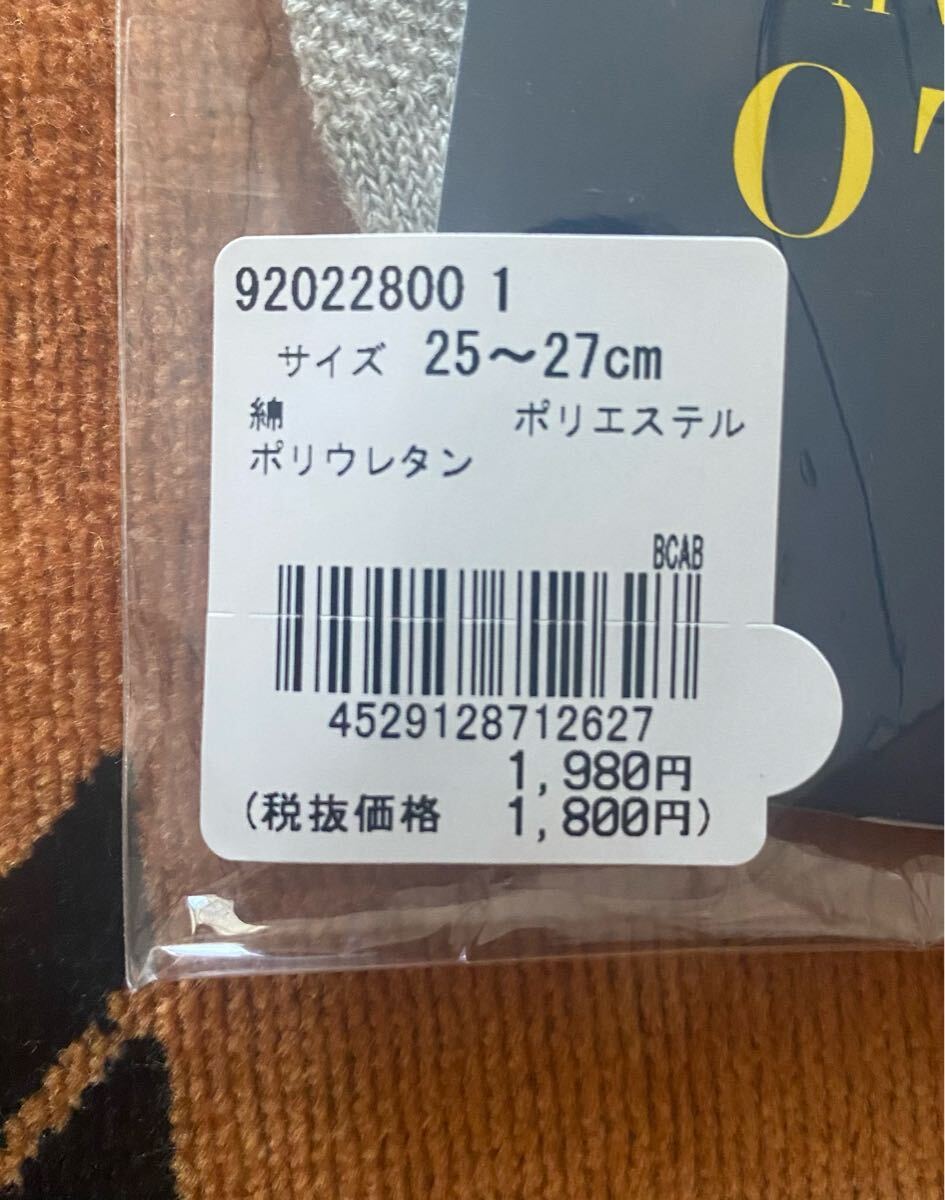 O
92022800 1
サイズ 25～27cm
綿 ポリエステル
ポリウレタン
BCAB
4529128712627
1,980円
(税抜価格 1,800円)